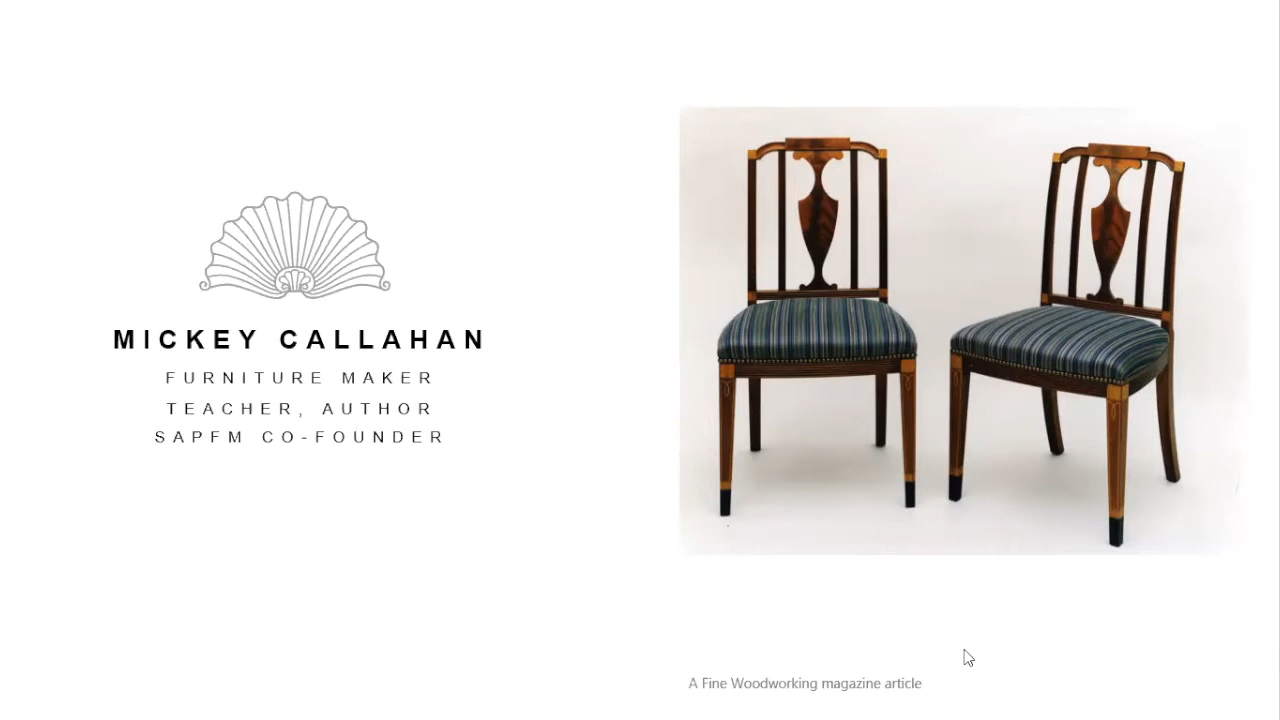 MICKEY CALLAHAN
FURNITURE MAKER
TEACHER, AUTHOR
SAPFM CO-FOUNDER
A Fine Woodworking magazine article